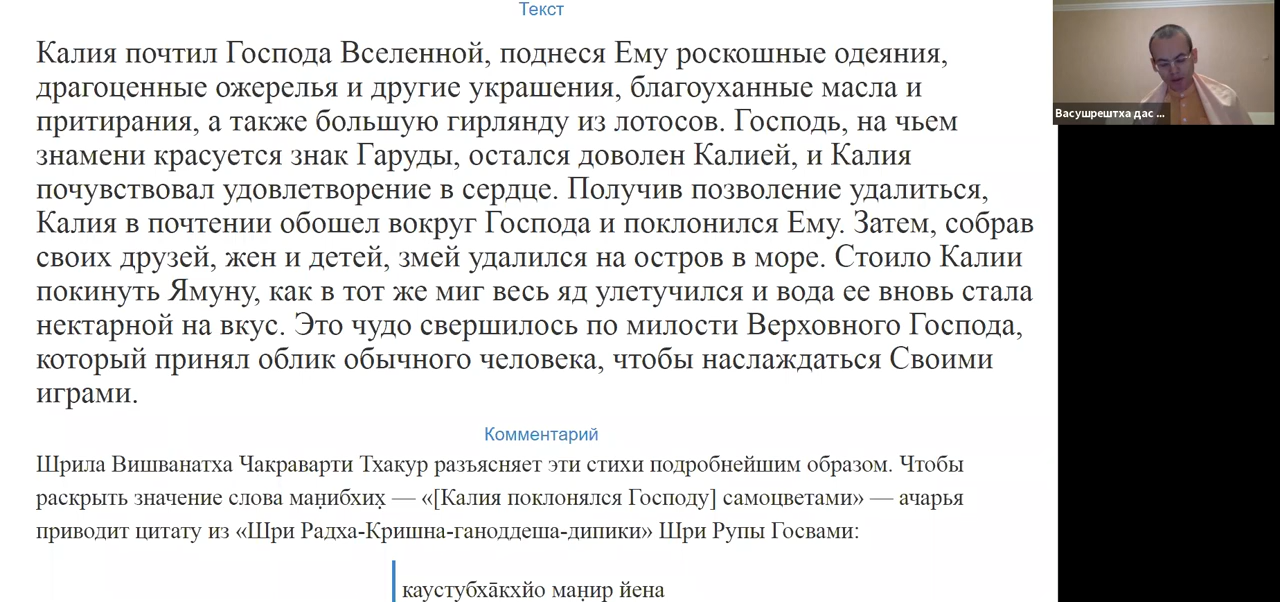 Текст
Калия почтил Господа Вселенной, поднеся Ему роскошные одеяния,
драгоценные ожерелья и другие украшения, благоуханные масла и
притирания, а также большую гирлянду из лотосов. Господь, на чьем
знамени красуется знак Гаруды, остался доволен Калией, и Калия
почувствовал удовлетворение в сердце. Получив позволение удалиться,
Калия в почтении обошел вокруг Господа и поклонился Ему. Затем, собрав
своих друзей, жен и детей, змей удалился на остров в море. Стоило Калии
покинуть Ямуну, как в тот же миг весь яд улетучился и вода ее вновь стала
нектарной на вкус. Это чудо свершилось по милости Верховного Господа,
который принял облик обычного человека, чтобы наслаждаться Своими
играми.
Комментарий
Шрила Вишванатха Чакраварти Тхакур разъясняет эти стихи подробнейшим образом. Чтобы
раскрыть значение слова ман̣ибхих̣ — «[Калия поклонялся Господу] самоцветами» — ачарья
приводит цитату из «Шри Радха-Кришна-ганоддеша-дипики» Шри Рупы Госвами:
каустубха̄кхйо ман̣ир йена
Васушрештха дас ...